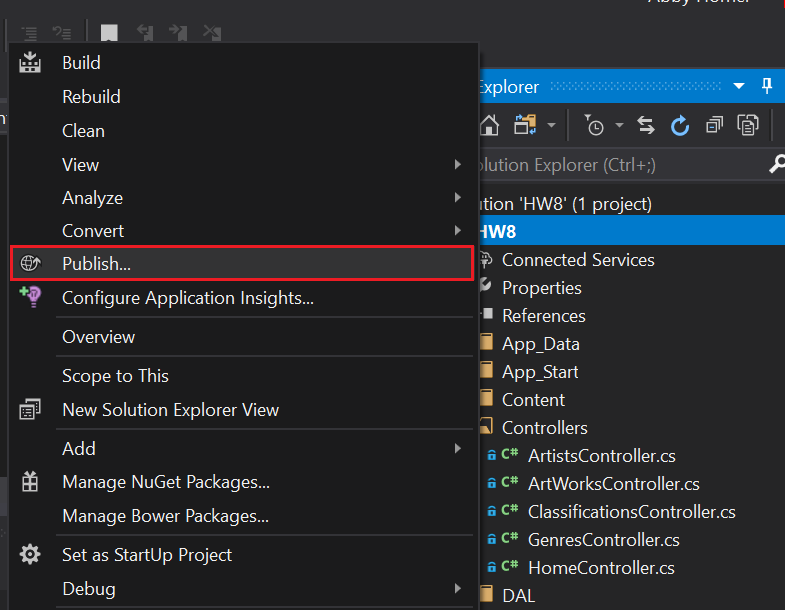 Build
Rebuild
Clean
View
Analyze
Convert
Publish...
Configure Application Insights...
Overview
Scope to This
New Solution Explorer View
Add
Manage NuGet Packages...
Manage Bower Packages...
Set as StartUp Project
Debug
Explorer
olution Explorer (Ctrl+;)
ution 'HW8' (1 project)
HW8
Connected Services
Properties
References
App_Data
App_Start
Content
Controllers
C# ArtistsController.cs
C# ArtWorksController.cs
C# ClassificationsController.cs
C# GenresController.cs
C# HomeController.cs
DAL